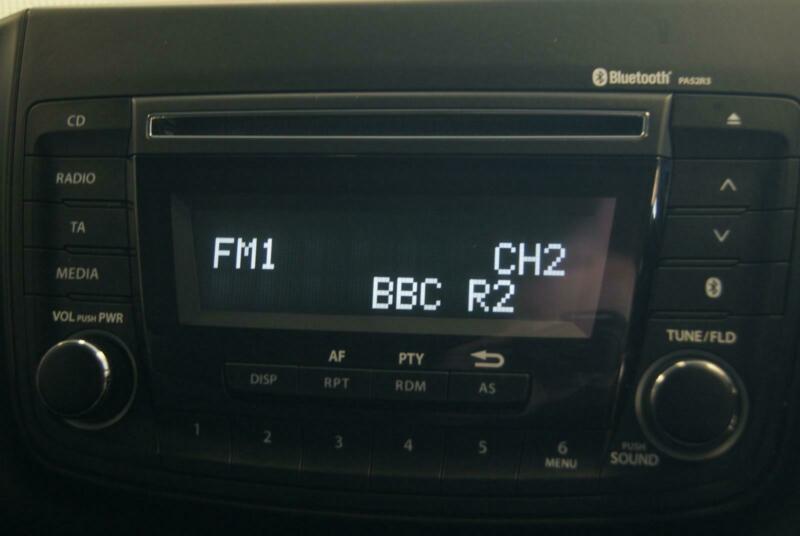 Bluetooth PA52R3
CD
RADIO
TA
MEDIA
FM1 CH2
BBC R2
VOL PUSH PWR
TUNE/FLD
AF PTY
DISP RPT RDM AS
1 2 3 4 5 6
MENU
PUSH
SOUND